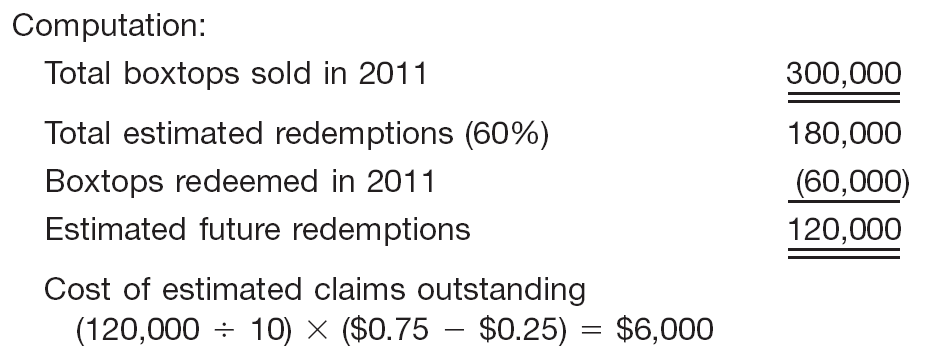 Computation:
Total boxtops sold in 2011 300,000
Total estimated redemptions (60%) 180,000
Boxtops redeemed in 2011 (60,000)
Estimated future redemptions 120,000
Cost of estimated claims outstanding
(120,000 ÷ 10) × ($0.75 − $0.25) = $6,000